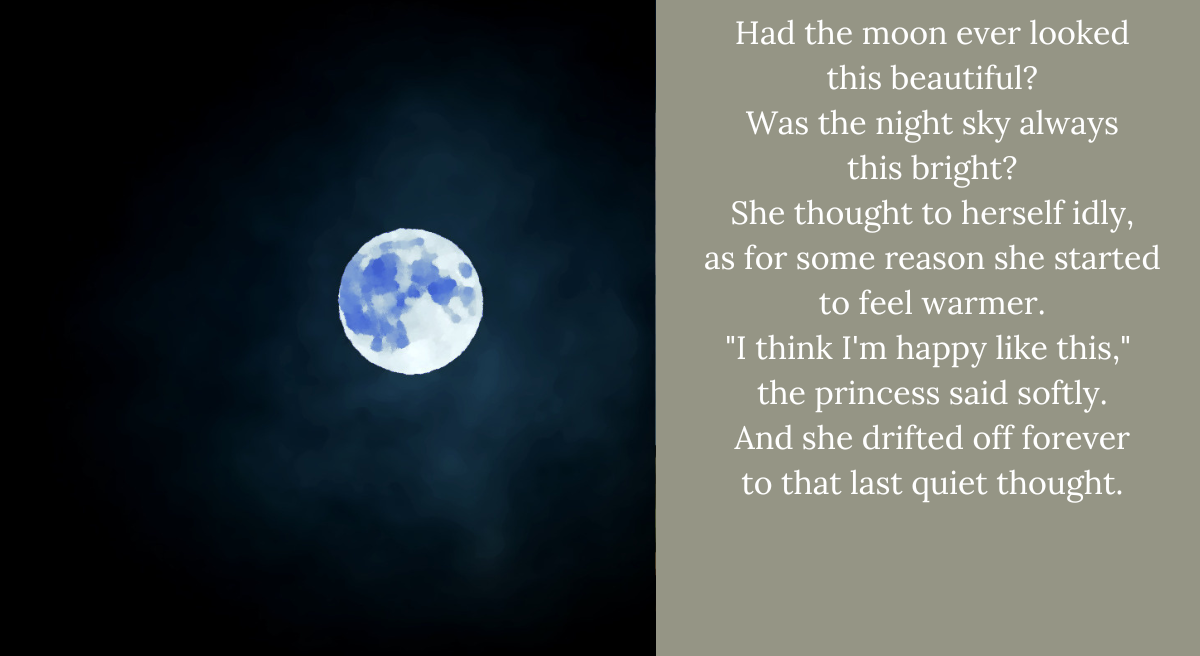 Had the moon ever looked
this beautiful?
Was the night sky always
this bright?
She thought to herself idly,
as for some reason she started
to feel warmer.
"I think I'm happy like this,"
the princess said softly.
And she drifted off forever
to that last quiet thought.